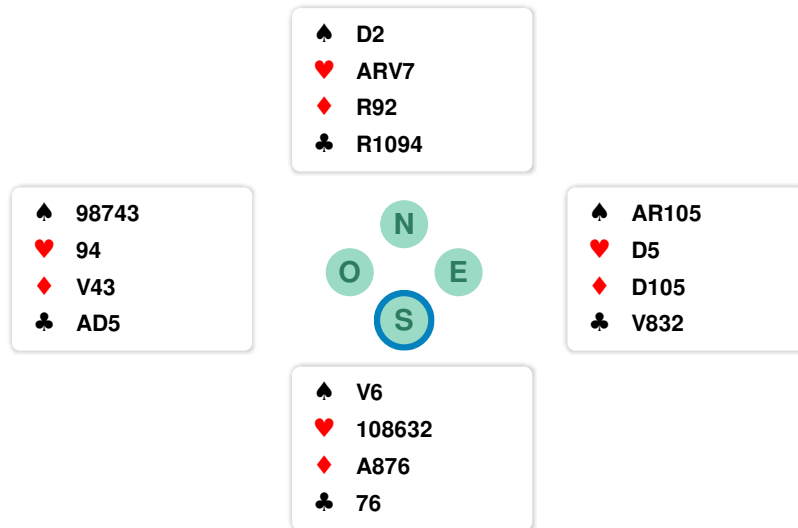 ♠ D2
♥ ARV7
♦ R92
♣ R1094
♠ 98743
♥ 94
♦ V43
♣ AD5
N
O E
S
♠ AR105
♥ D5
♦ D105
♣ V832
♠ V6
♥ 108632
♦ A876
♣ 76